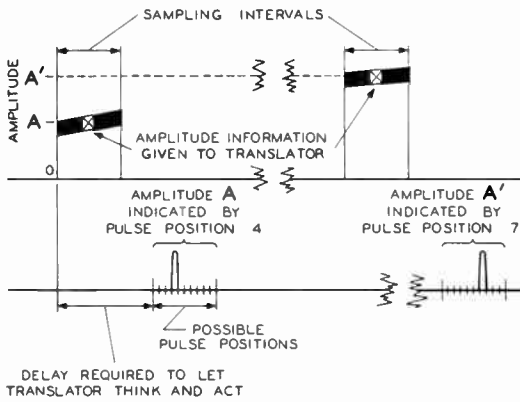 SAMPLING INTERVALS
AMPLITUDE
A'
A
O
AMPLITUDE INFORMATION
GIVEN TO TRANSLATOR
AMPLITUDE A
INDICATED BY
PULSE POSITION 4
AMPLITUDE A'
INDICATED BY
PULSE POSITION 7
POSSIBLE
PULSE POSITIONS
DELAY REQUIRED TO LET
TRANSLATOR THINK AND ACT